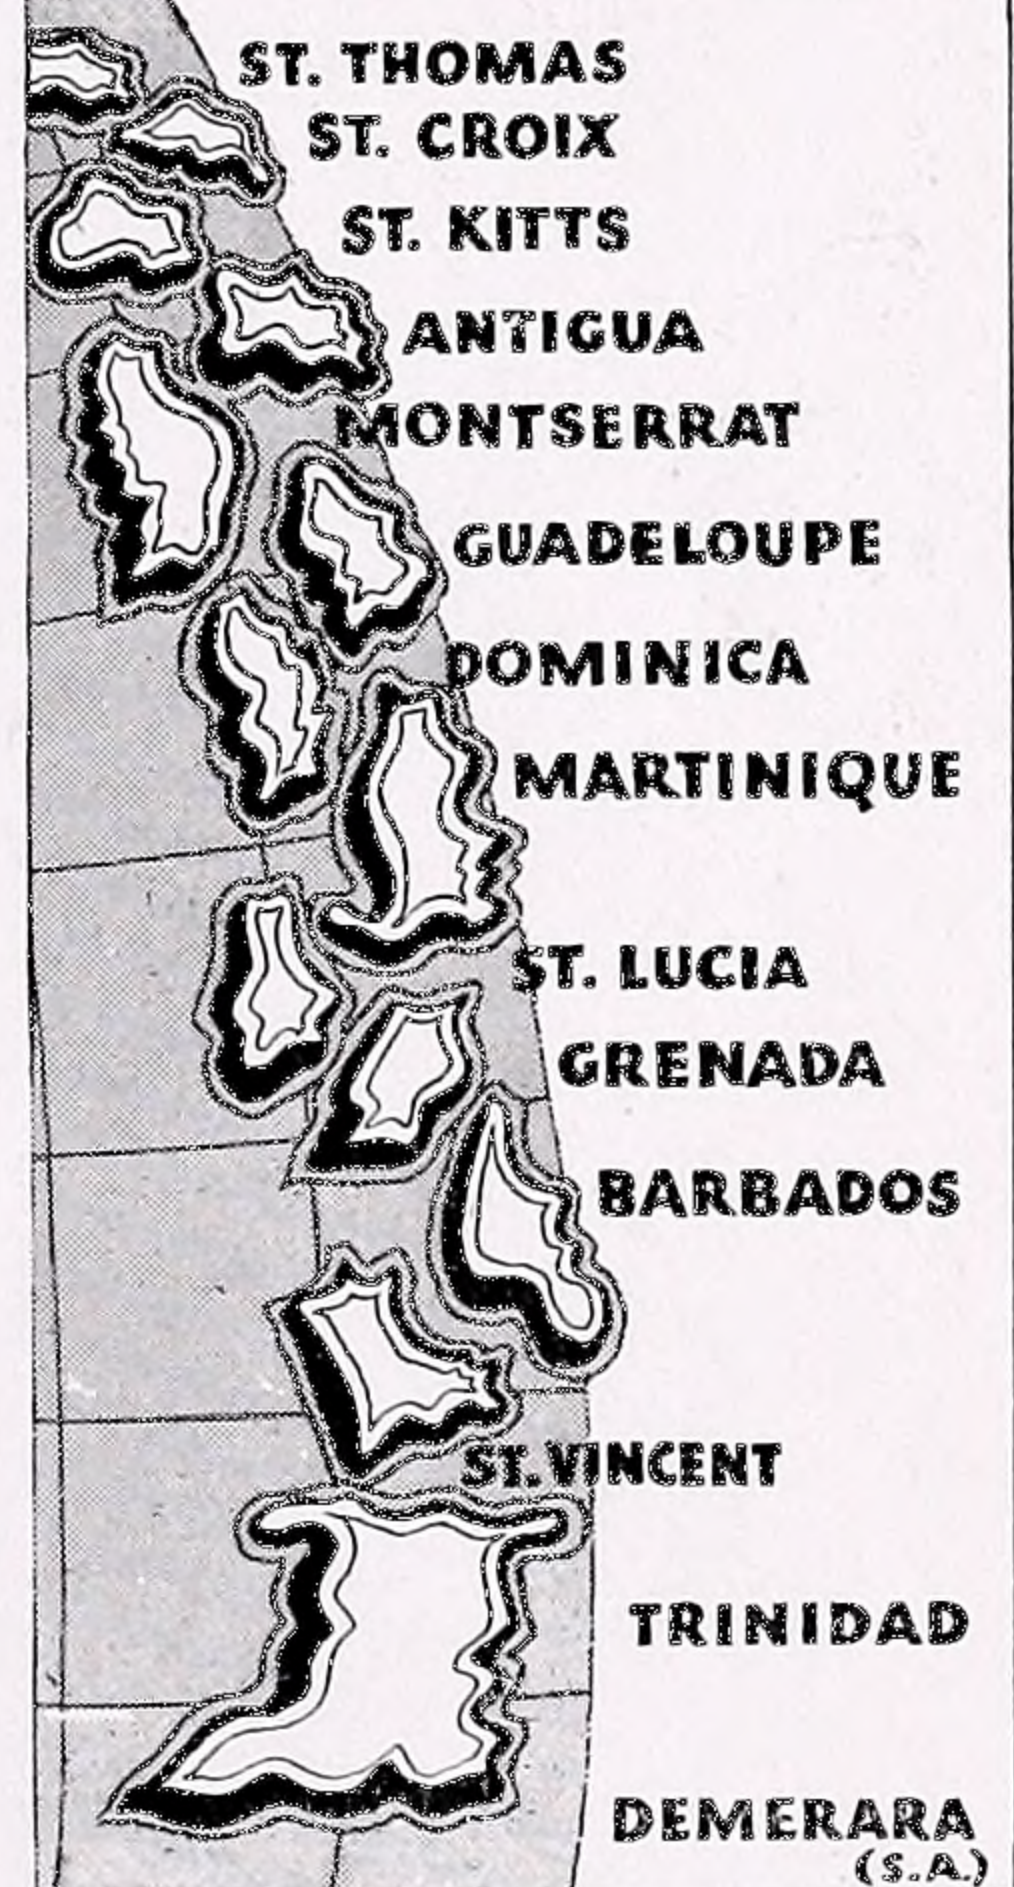 ST. THOMAS
ST. CROIX
ST. KITTS
ANTIGUA
MONTSERRAT
GUADELOUPE
DOMINICA
MARTINIQUE
ST. LUCIA
GRENADA
BARBADOS
ST. VINCENT
TRINIDAD
DEMERARA
(S.A.)